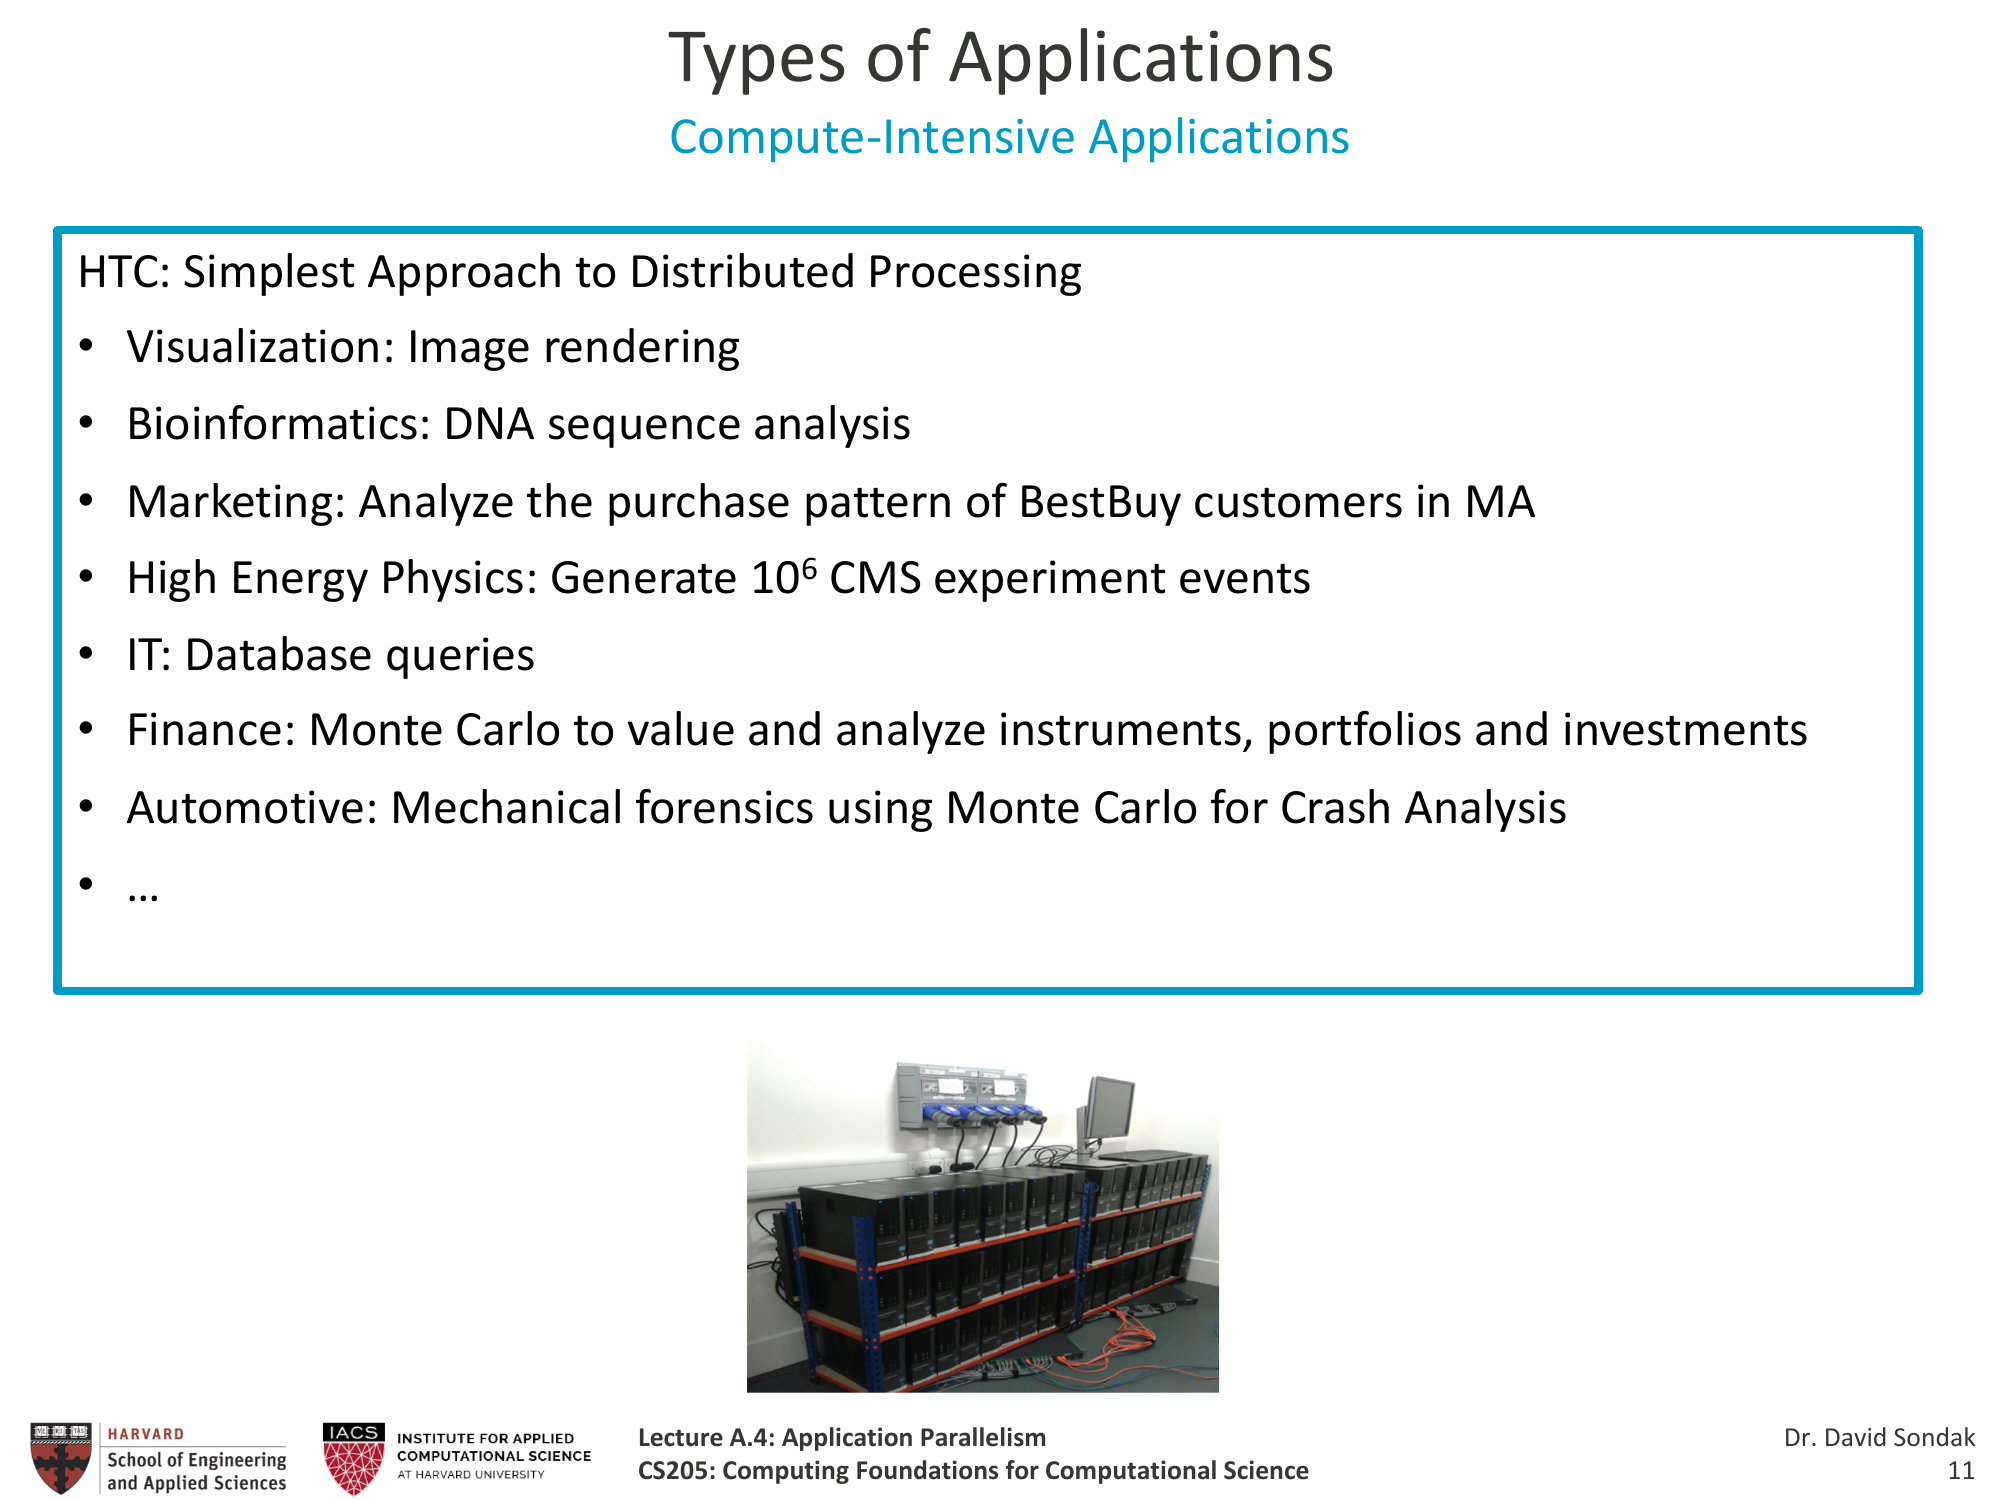 Types of Applications
Compute-Intensive Applications
HTC: Simplest Approach to Distributed Processing
• Visualization: Image rendering
• Bioinformatics: DNA sequence analysis
• Marketing: Analyze the purchase pattern of BestBuy customers in MA
• High Energy Physics: Generate 10⁶ CMS experiment events
• IT: Database queries
• Finance: Monte Carlo to value and analyze instruments, portfolios and investments
• Automotive: Mechanical forensics using Monte Carlo for Crash Analysis
• …
HARVARD
School of Engineering
and Applied Sciences
IACS
INSTITUTE FOR APPLIED
COMPUTATIONAL SCIENCE
AT HARVARD UNIVERSITY
Lecture A.4: Application Parallelism
CS205: Computing Foundations for Computational Science
Dr. David Sondak
11